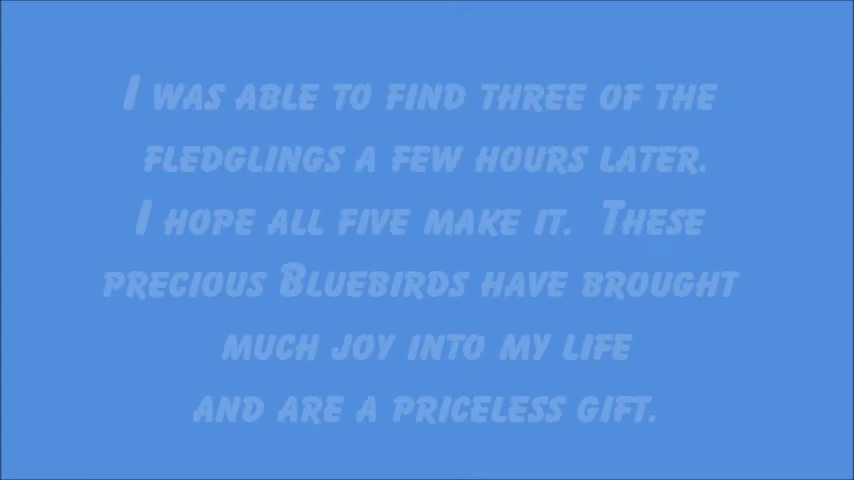 I was able to find three of the
fledglings a few hours later.
I hope all five make it.  These
precious Bluebirds have brought
much joy into my life
and are a priceless gift.